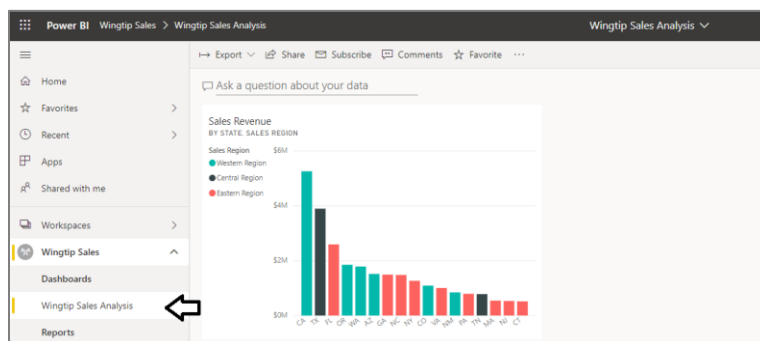 Power BI Wingtip Sales > Wingtip Sales Analysis
Wingtip Sales Analysis
Export Share Subscribe Comments Favorite ...
Home
Favorites
Recent
Apps
Shared with me
Workspaces
Wingtip Sales
Dashboards
Wingtip Sales Analysis
Reports
Ask a question about your data
Sales Revenue
BY STATE, SALES REGION
Sales Region
Western Region
Central Region
Eastern Region
$6M
$4M
$2M
$0M
CA TX FL OR WA AZ GA NC NY CO VA NM PA TN MA NJ CT